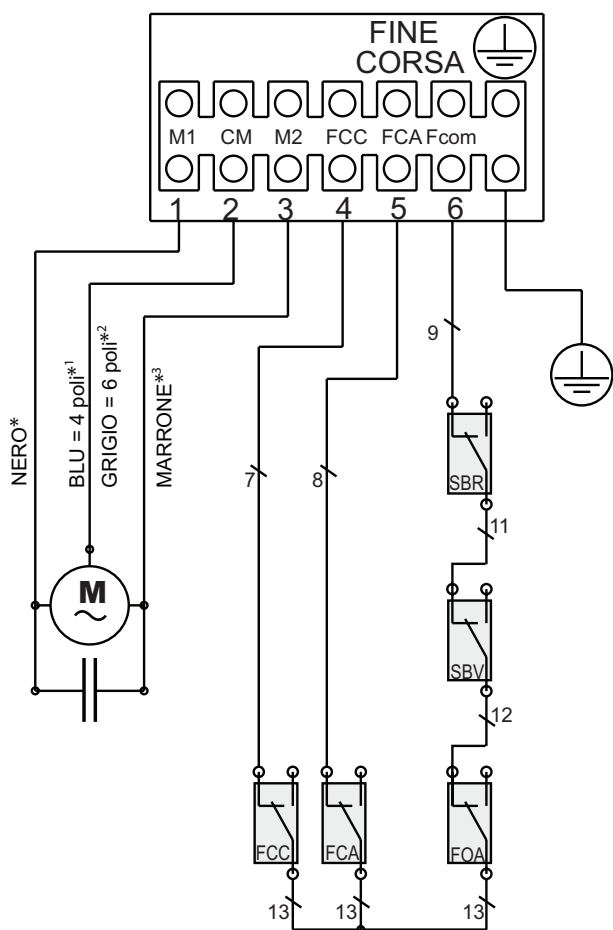 FINE
CORSA
M1 CM M2 FCC FCA Fcom
1 2 3 4 5 6
NERO*
BLU = 4 poli*1
GRIGIO = 6 poli*2
MARRONE*3
9
7 8
SBR
11
M
SBV
12
FCC FCA FOA
13 13 13